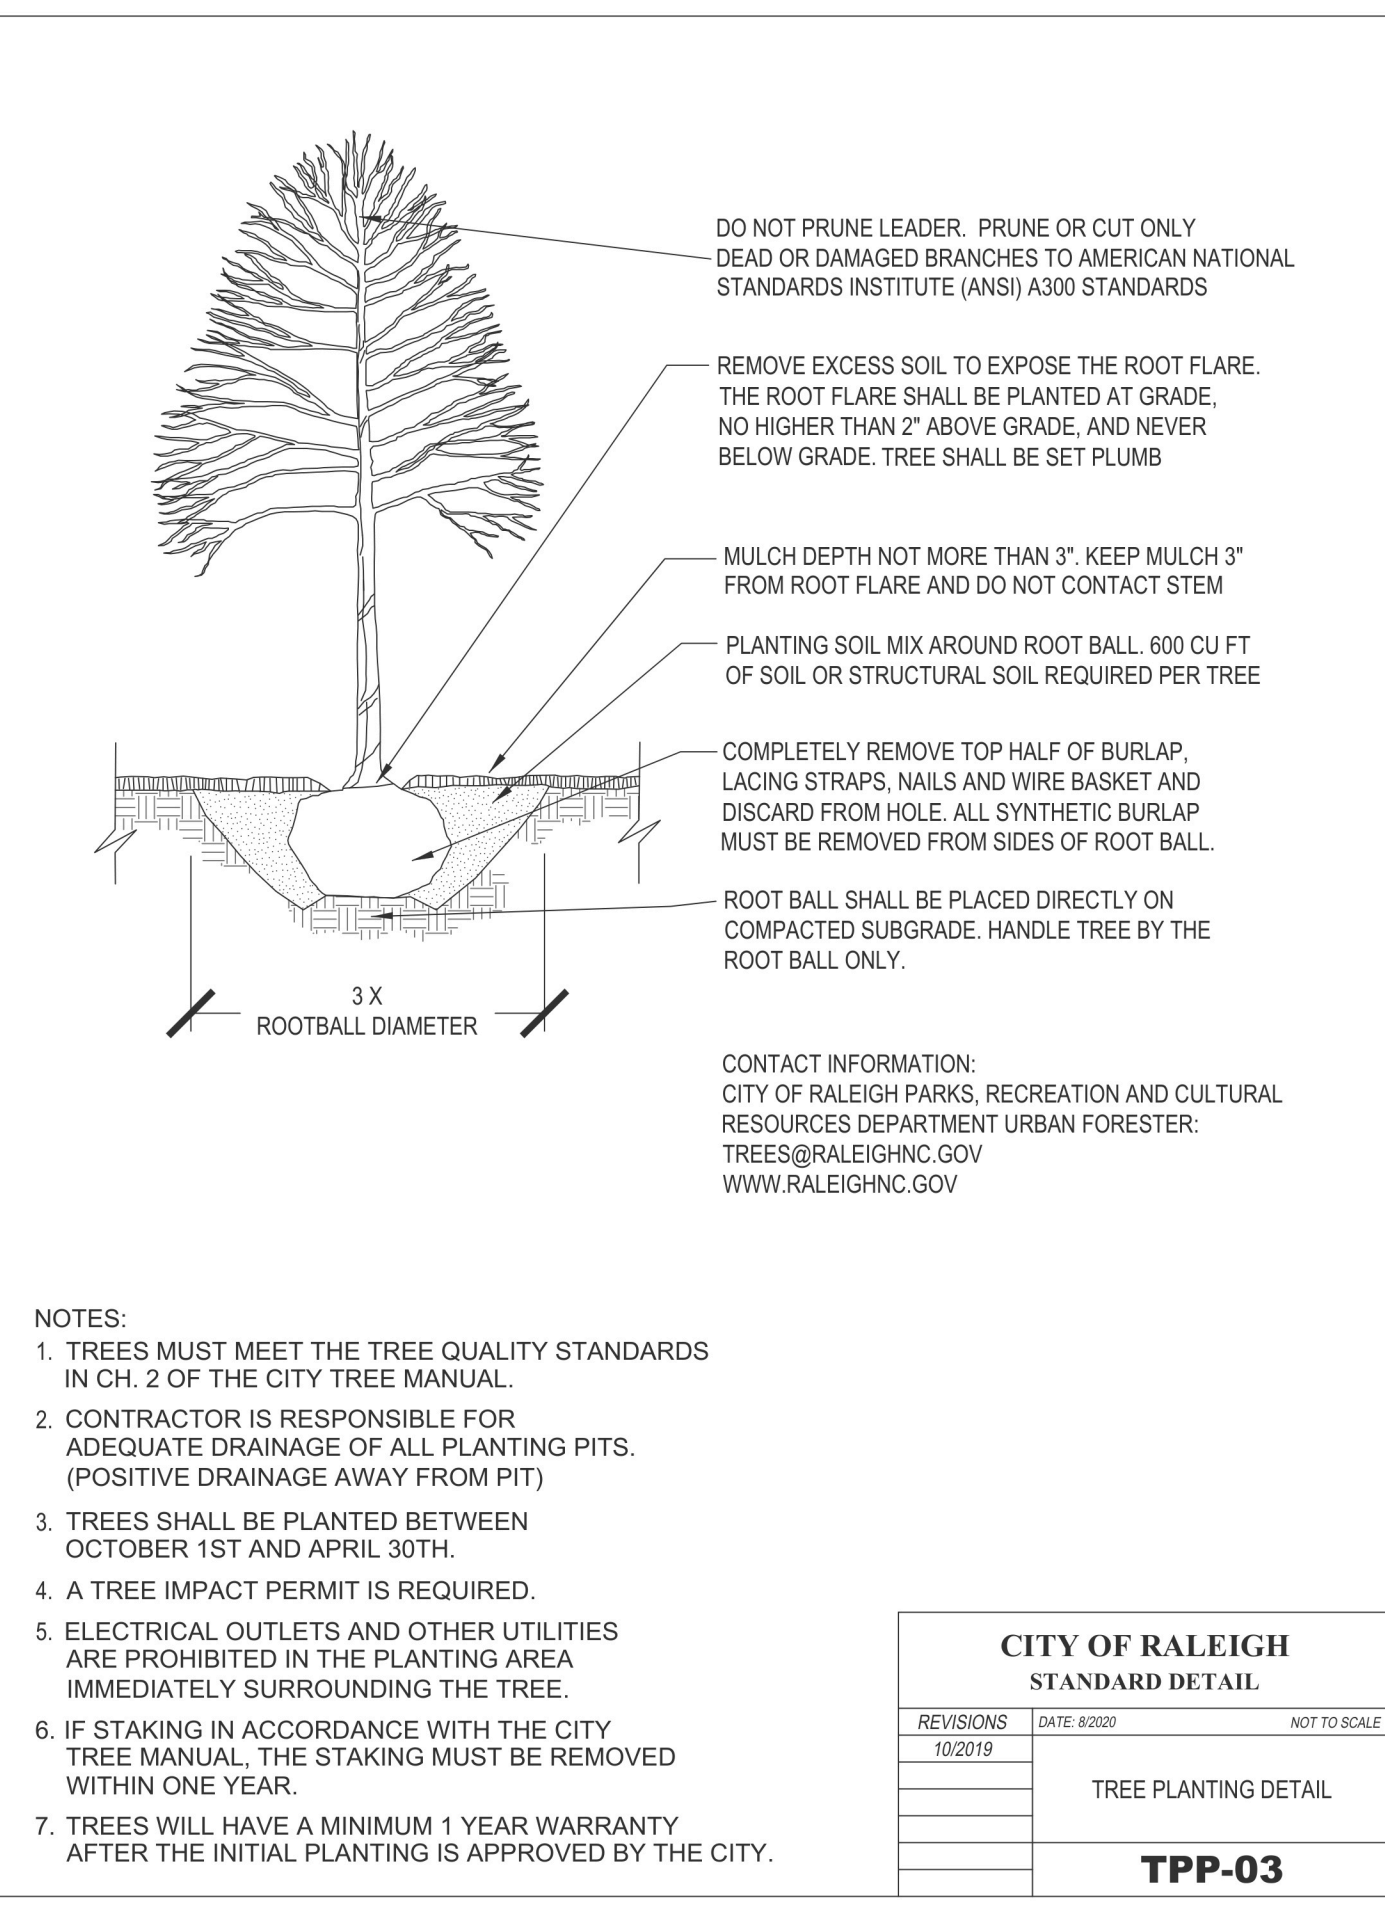 DO NOT PRUNE LEADER. PRUNE OR CUT ONLY
DEAD OR DAMAGED BRANCHES TO AMERICAN NATIONAL
STANDARDS INSTITUTE (ANSI) A300 STANDARDS
REMOVE EXCESS SOIL TO EXPOSE THE ROOT FLARE.
THE ROOT FLARE SHALL BE PLANTED AT GRADE,
NO HIGHER THAN 2" ABOVE GRADE, AND NEVER
BELOW GRADE. TREE SHALL BE SET PLUMB
MULCH DEPTH NOT MORE THAN 3". KEEP MULCH 3"
FROM ROOT FLARE AND DO NOT CONTACT STEM
PLANTING SOIL MIX AROUND ROOT BALL. 600 CU FT
OF SOIL OR STRUCTURAL SOIL REQUIRED PER TREE
COMPLETELY REMOVE TOP HALF OF BURLAP,
LACING STRAPS, NAILS AND WIRE BASKET AND
DISCARD FROM HOLE. ALL SYNTHETIC BURLAP
MUST BE REMOVED FROM SIDES OF ROOT BALL.
ROOT BALL SHALL BE PLACED DIRECTLY ON
COMPACTED SUBGRADE. HANDLE TREE BY THE
ROOT BALL ONLY.
3 X
ROOTBALL DIAMETER
CONTACT INFORMATION:
CITY OF RALEIGH PARKS, RECREATION AND CULTURAL
RESOURCES DEPARTMENT URBAN FORESTER:
TREES@RALEIGHNC.GOV
WWW.RALEIGHNC.GOV
NOTES:
1. TREES MUST MEET THE TREE QUALITY STANDARDS
IN CH. 2 OF THE CITY TREE MANUAL.
2. CONTRACTOR IS RESPONSIBLE FOR
ADEQUATE DRAINAGE OF ALL PLANTING PITS.
(POSITIVE DRAINAGE AWAY FROM PIT)
3. TREES SHALL BE PLANTED BETWEEN
OCTOBER 1ST AND APRIL 30TH.
4. A TREE IMPACT PERMIT IS REQUIRED.
5. ELECTRICAL OUTLETS AND OTHER UTILITIES
ARE PROHIBITED IN THE PLANTING AREA
IMMEDIATELY SURROUNDING THE TREE.
6. IF STAKING IN ACCORDANCE WITH THE CITY
TREE MANUAL, THE STAKING MUST BE REMOVED
WITHIN ONE YEAR.
7. TREES WILL HAVE A MINIMUM 1 YEAR WARRANTY
AFTER THE INITIAL PLANTING IS APPROVED BY THE CITY.
CITY OF RALEIGH
STANDARD DETAIL
REVISIONS
DATE: 8/2020
NOT TO SCALE
10/2019
TREE PLANTING DETAIL
TPP-03